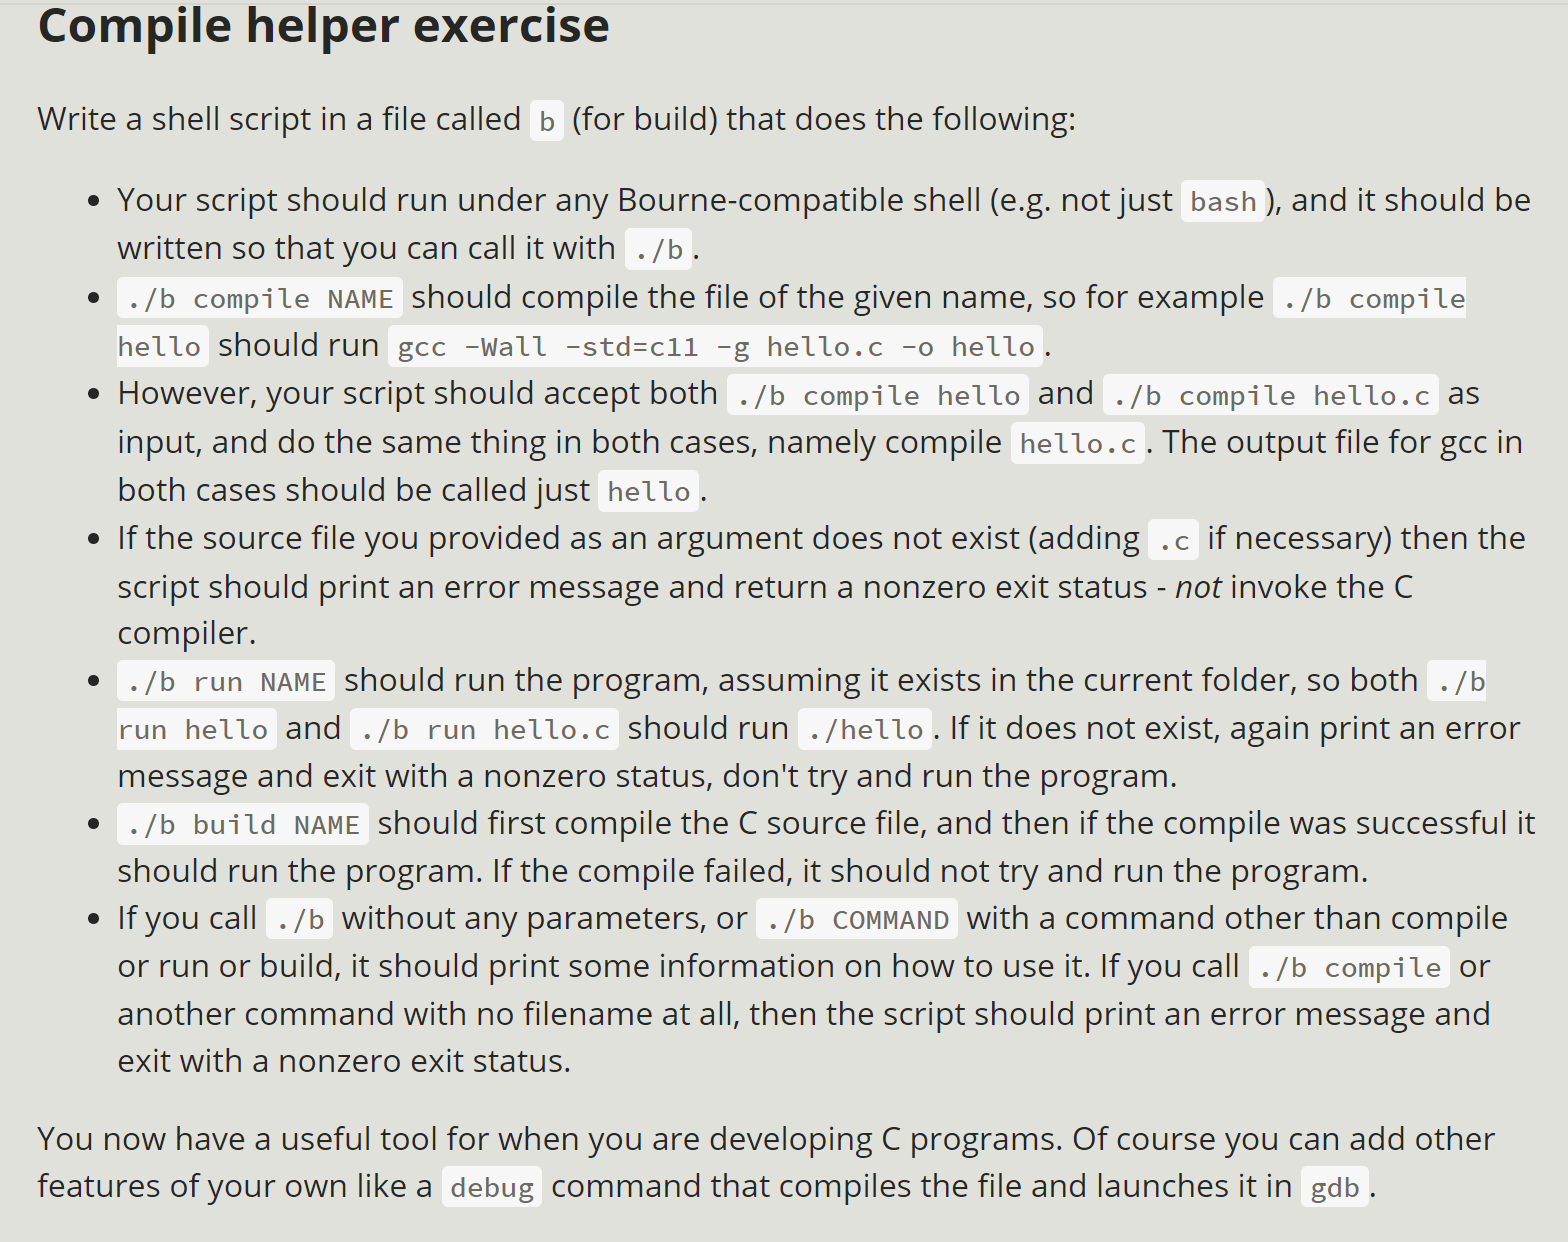 Compile helper exercise
Write a shell script in a file called b (for build) that does the following:
• Your script should run under any Bourne-compatible shell (e.g. not just bash), and it should be
written so that you can call it with ./b.
• ./b compile NAME should compile the file of the given name, so for example ./b compile
hello should run gcc -Wall -std=c11 -g hello.c -o hello.
• However, your script should accept both ./b compile hello and ./b compile hello.c as
input, and do the same thing in both cases, namely compile hello.c. The output file for gcc in
both cases should be called just hello.
• If the source file you provided as an argument does not exist (adding .c if necessary) then the
script should print an error message and return a nonzero exit status - not invoke the C
compiler.
• ./b run NAME should run the program, assuming it exists in the current folder, so both ./b
run hello and ./b run hello.c should run ./hello. If it does not exist, again print an error
message and exit with a nonzero status, don't try and run the program.
• ./b build NAME should first compile the C source file, and then if the compile was successful it
should run the program. If the compile failed, it should not try and run the program.
• If you call ./b without any parameters, or ./b COMMAND with a command other than compile
or run or build, it should print some information on how to use it. If you call ./b compile or
another command with no filename at all, then the script should print an error message and
exit with a nonzero exit status.
You now have a useful tool for when you are developing C programs. Of course you can add other
features of your own like a debug command that compiles the file and launches it in gdb.